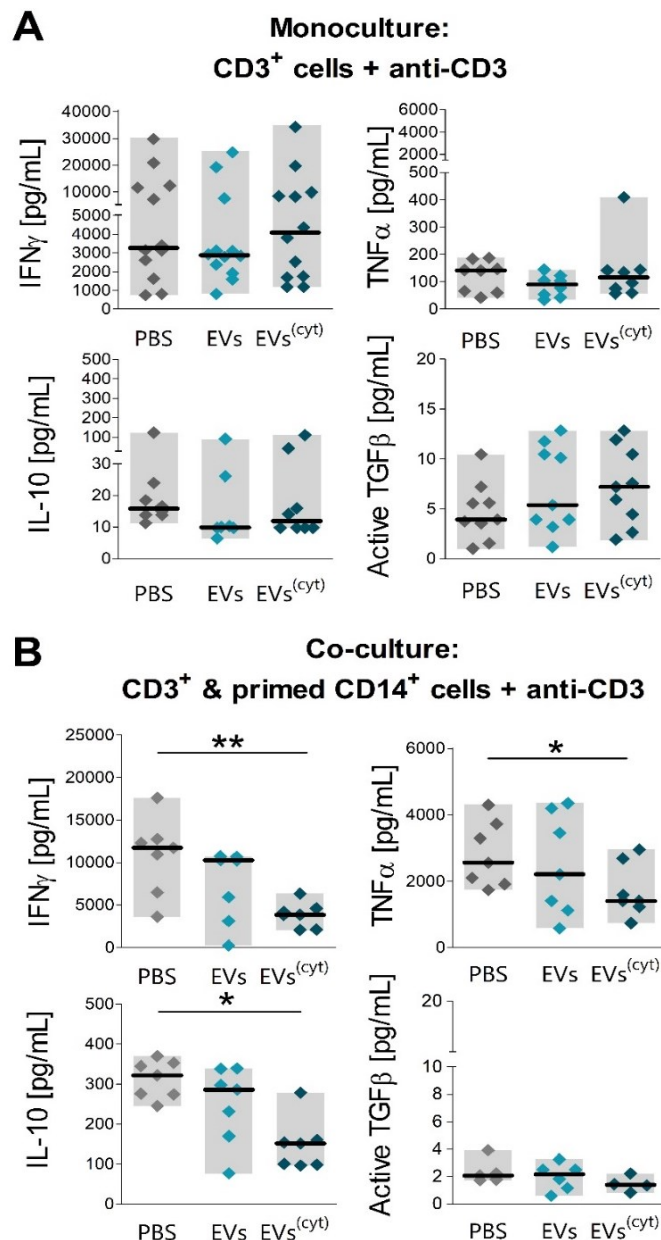 A
Monoculture:
CD3⁺ cells + anti-CD3
IFNγ [pg/mL]
40000
30000
20000
10000
5000
4000
3000
2000
1000
0
PBS EVs EVs⁽ᶜʸᵗ⁾
TNFα [pg/mL]
6000
4000
2000
500
400
300
200
100
0
PBS EVs EVs⁽ᶜʸᵗ⁾
IL-10 [pg/mL]
500
400
300
200
100
30
20
10
0
PBS EVs EVs⁽ᶜʸᵗ⁾
Active TGFβ [pg/mL]
20
15
10
5
0
PBS EVs EVs⁽ᶜʸᵗ⁾
B
Co-culture:
CD3⁺ & primed CD14⁺ cells + anti-CD3
IFNγ [pg/mL]
25000
20000
15000
10000
5000
0
**
PBS EVs EVs⁽ᶜʸᵗ⁾
TNFα [pg/mL]
6000
4000
2000
0
*
PBS EVs EVs⁽ᶜʸᵗ⁾
IL-10 [pg/mL]
500
400
300
200
100
0
*
PBS EVs EVs⁽ᶜʸᵗ⁾
Active TGFβ [pg/mL]
20
10
6
4
2
0
PBS EVs EVs⁽ᶜʸᵗ⁾